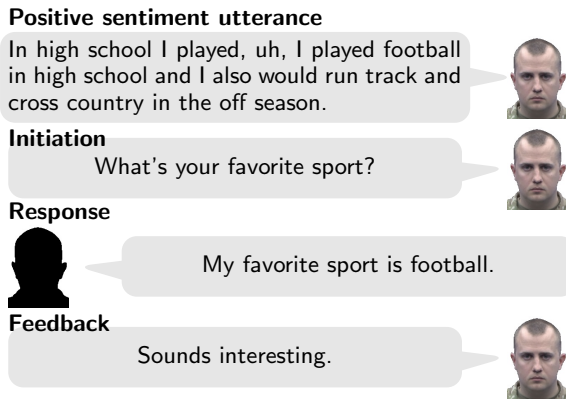 Positive sentiment utterance
In high school I played, uh, I played football
in high school and I also would run track and
cross country in the off season.
Initiation
What's your favorite sport?
Response
My favorite sport is football.
Feedback
Sounds interesting.